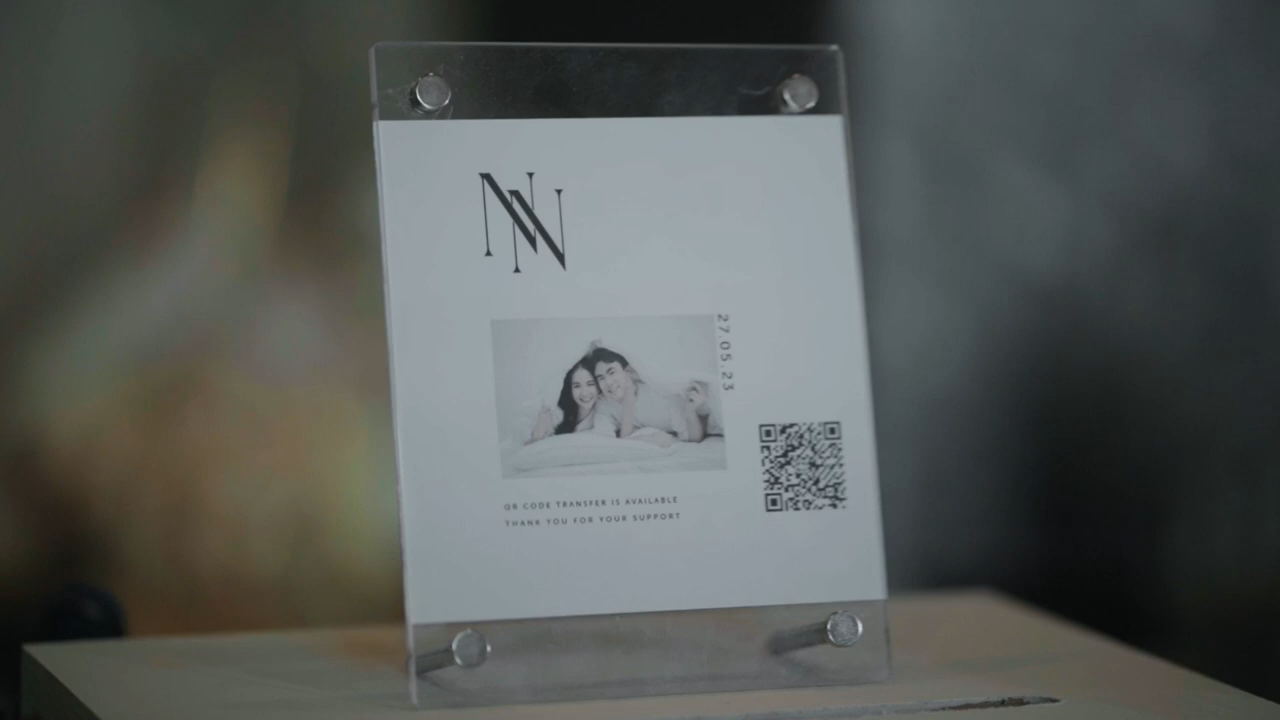 NN
27.05.23
QR CODE TRANSFER IS AVAILABLE
THANK YOU FOR YOUR SUPPORT